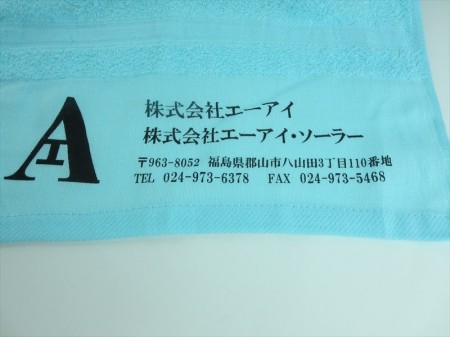 株式会社エーアイ
株式会社エーアイ・ソーラー
〒963-8052 福島県郡山市八山田3丁目110番地
TEL 024-973-6378 FAX 024-973-5468